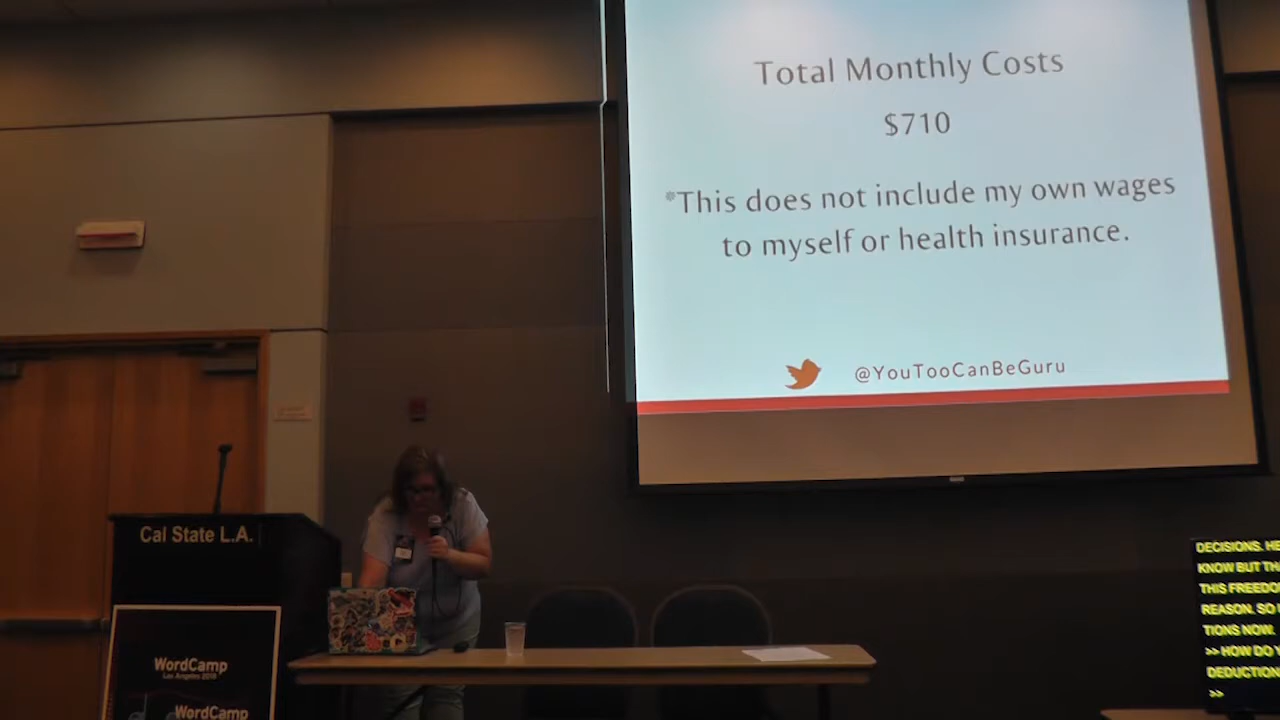 Total Monthly Costs
$710
*This does not include my own wages
to myself or health insurance.
@YouTooCanBeGuru
Cal State L.A.
WordCamp
Los Angeles 2018
WordCamp
DECISIONS. HE
KNOW BUT TH
THIS FREEDO
REASON. SO
TIONS NOW.
>> HOW DO Y
DEDUCTION
>>